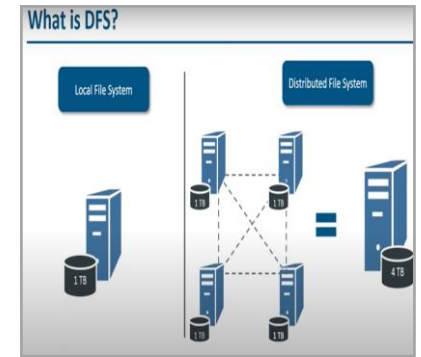 What is DFS?
Local File System
Distributed File System
1 TB
1 TB
1 TB
4 TB
1 TB
1 TB